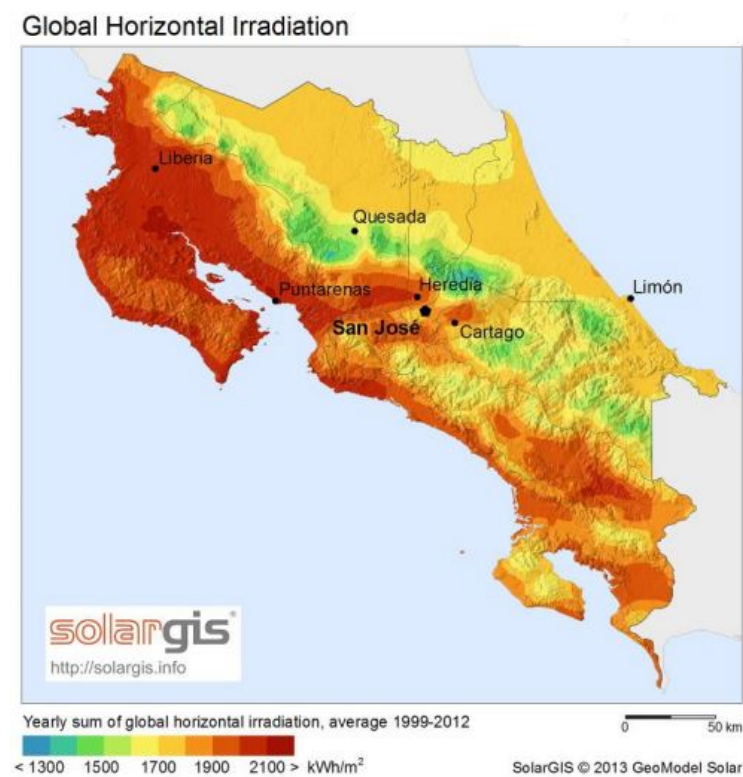 Global Horizontal Irradiation
Liberia
Quesada
Puntarenas
Heredia
Limón
San José
Cartago
solargis®
http://solargis.info
Yearly sum of global horizontal irradiation, average 1999-2012
0 50 km
< 1300 1500 1700 1900 2100 > kWh/m²
SolarGIS © 2013 GeoModel Solar